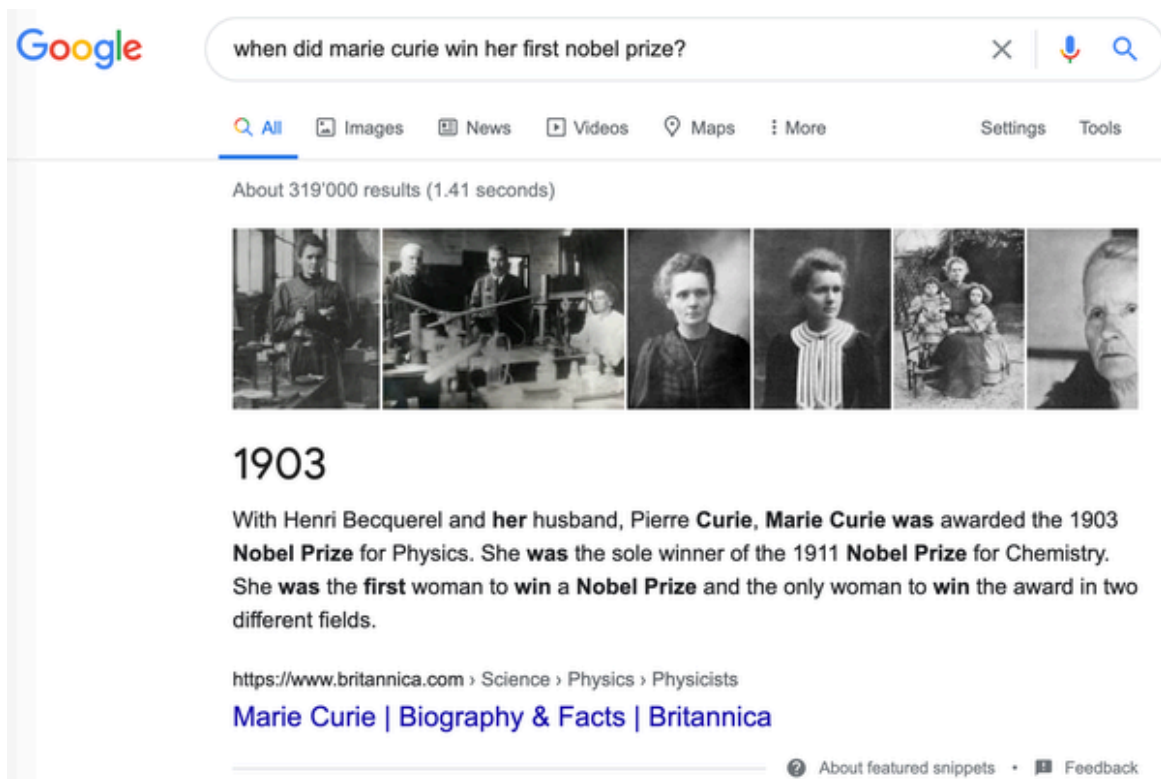 Google
when did marie curie win her first nobel prize?
All Images News Videos Maps More Settings Tools
About 319'000 results (1.41 seconds)
1903
With Henri Becquerel and her husband, Pierre Curie, Marie Curie was awarded the 1903
Nobel Prize for Physics. She was the sole winner of the 1911 Nobel Prize for Chemistry.
She was the first woman to win a Nobel Prize and the only woman to win the award in two
different fields.
https://www.britannica.com › Science › Physics › Physicists
Marie Curie | Biography & Facts | Britannica
About featured snippets • Feedback